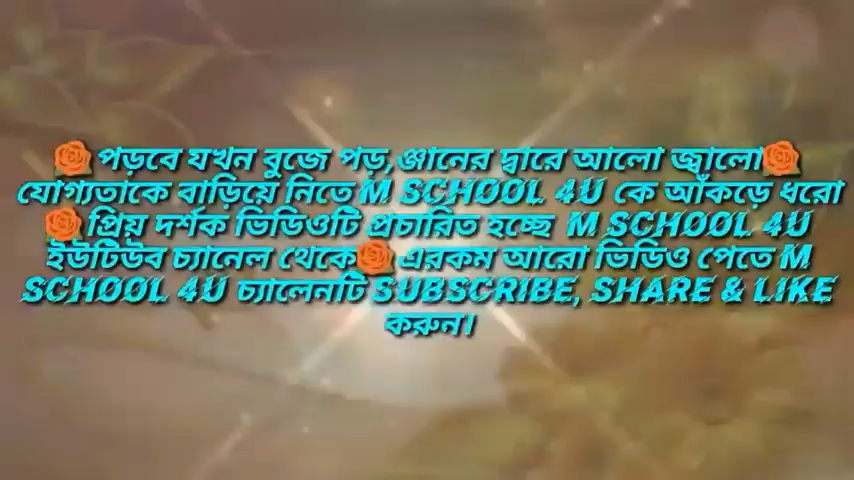 🌹পড়বে যখন বুজে পড়,জ্ঞানের দ্বারে আলো জ্বালো🌹
যোগ্যতাকে বাড়িয়ে নিতে M SCHOOL 4U কে আঁকড়ে ধরো
🌹প্রিয় দর্শক ভিডিওটি প্রচারিত হচ্ছে M SCHOOL 4U
ইউটিউব চ্যানেল থেকে🌹এরকম আরো ভিডিও পেতে M
SCHOOL 4U চ্যালেনটি SUBSCRIBE, SHARE & LIKE
করুন।